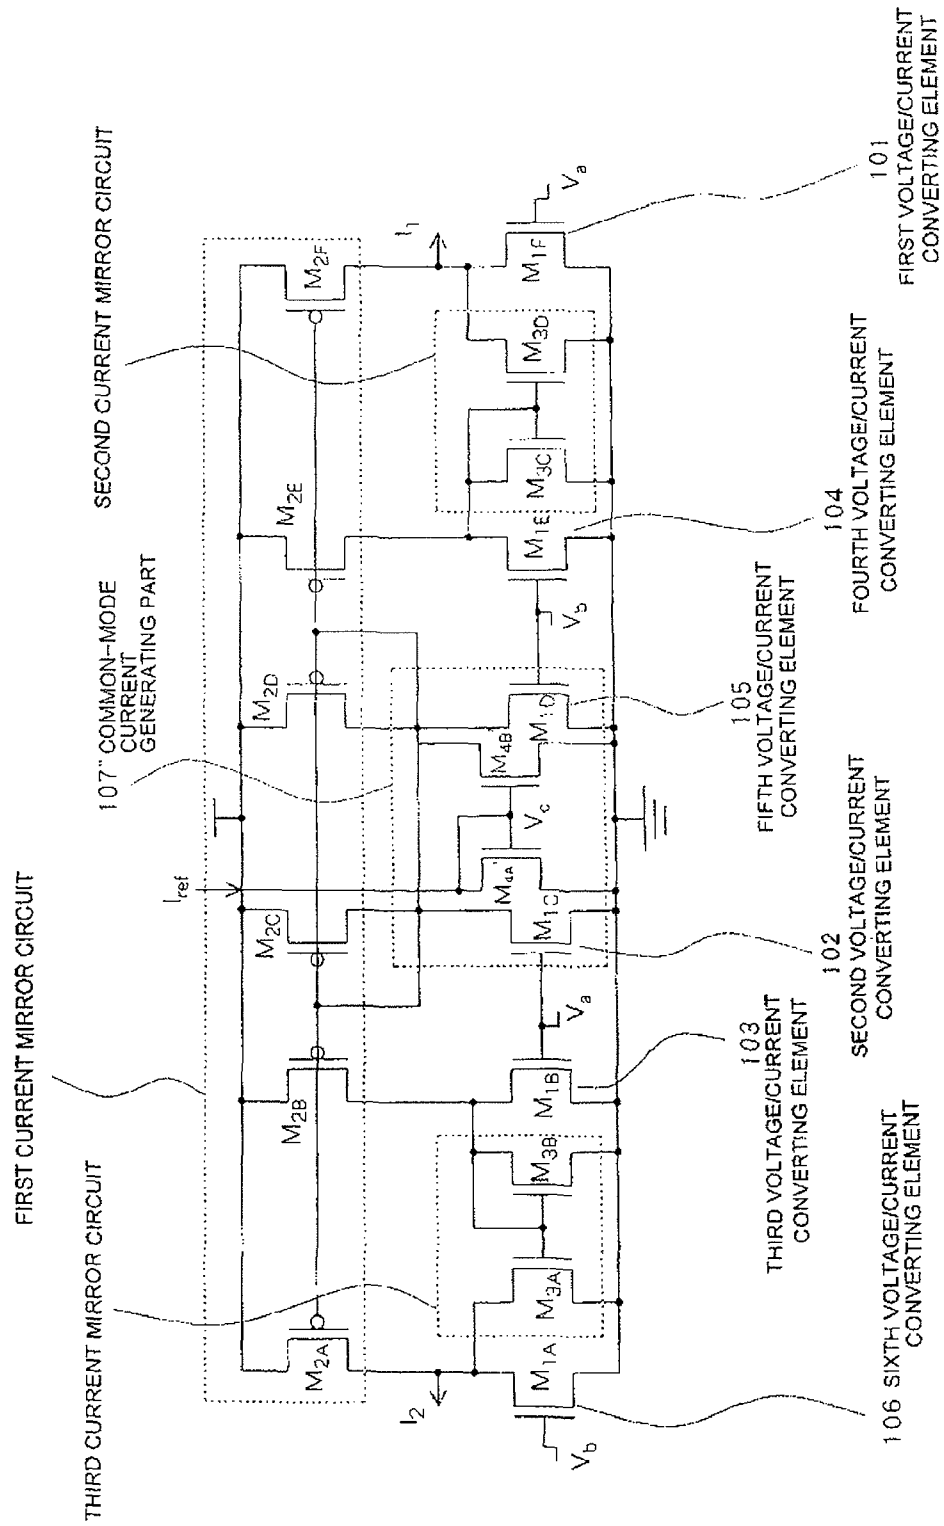 FIRST CURRENT MIRROR CIRCUIT
THIRD CURRENT MIRROR CIRCUIT
107" COMMON-MODE
CURRENT
GENERATING PART
SECOND CURRENT MIRROR CIRCUIT
M2A
M2B
M2C
Iref
M2D
M2E
M2F
I2
I1
Vb
M1A
M3A
M3B
M1B
Va
M1C
M4A'
Vc
M4B'
M1D
Vb
M1E
M3C
M3D
M1F
Va
106 SIXTH VOLTAGE/CURRENT
CONVERTING ELEMENT
103
THIRD VOLTAGE/CURRENT
CONVERTING ELEMENT
102
SECOND VOLTAGE/CURRENT
CONVERTING ELEMENT
105
FIFTH VOLTAGE/CURRENT
CONVERTING ELEMENT
104
FOURTH VOLTAGE/CURRENT
CONVERTING ELEMENT
101
FIRST VOLTAGE/CURRENT
CONVERTING ELEMENT